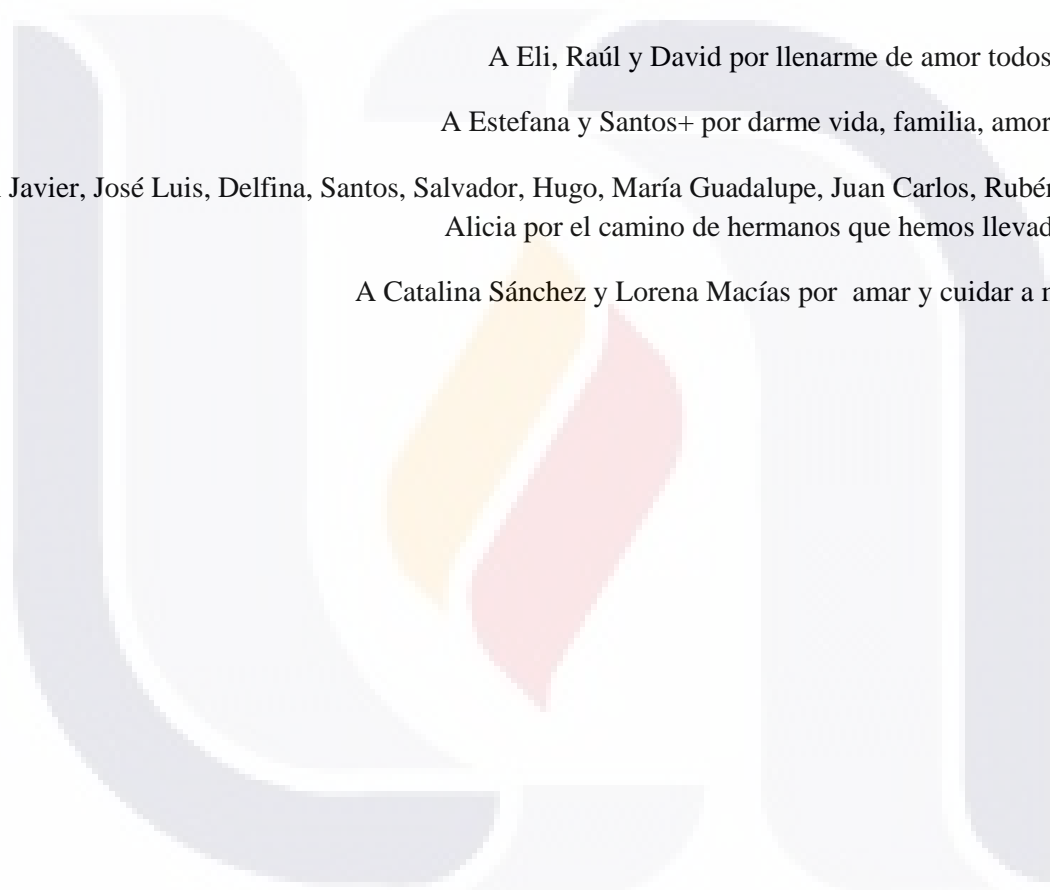 A Eli, Raúl y David por llenarme de amor todos
A Estefana y Santos+ por darme vida, familia, amor
Javier, José Luis, Delfina, Santos, Salvador, Hugo, María Guadalupe, Juan Carlos, Rubén
Alicia por el camino de hermanos que hemos llevad
A Catalina Sánchez y Lorena Macías por  amar y cuidar a